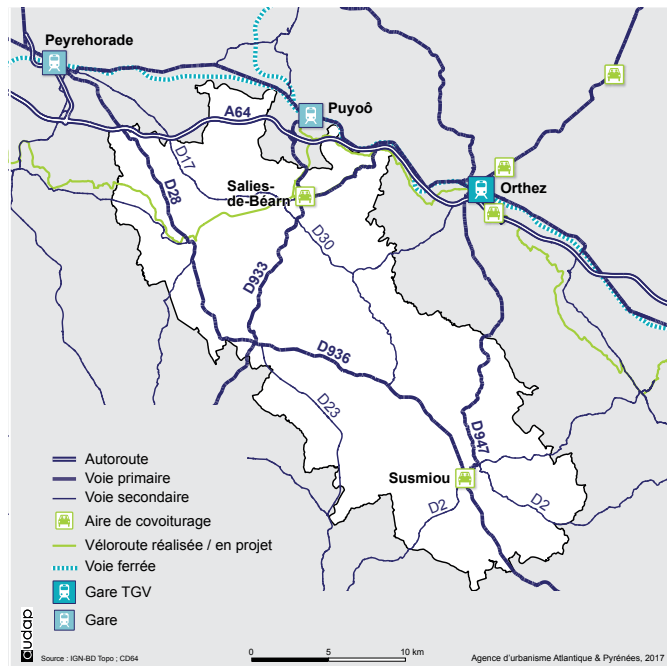 Peyrehorade
Puyoô
A64
D17
Salies-
de-Béarn
Orthez
D28
D30
D933
D936
D23
D947
Susmiou
D2
D2
Autoroute
Voie primaire
Voie secondaire
Aire de covoiturage
Véloroute réalisée / en projet
Voie ferrée
Gare TGV
Gare
audap
Source : IGN-BD Topo ; CD64
0 5 10 km
Agence d'urbanisme Atlantique & Pyrénées, 2017